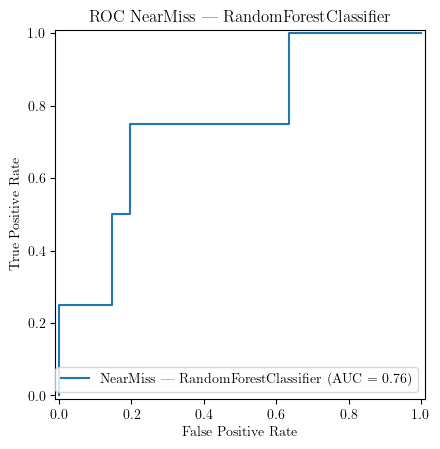 ROC NearMiss — RandomForestClassifier
1.0
0.8
0.6
0.4
0.2
0.0
True Positive Rate
NearMiss — RandomForestClassifier (AUC = 0.76)
0.0 0.2 0.4 0.6 0.8 1.0
False Positive Rate